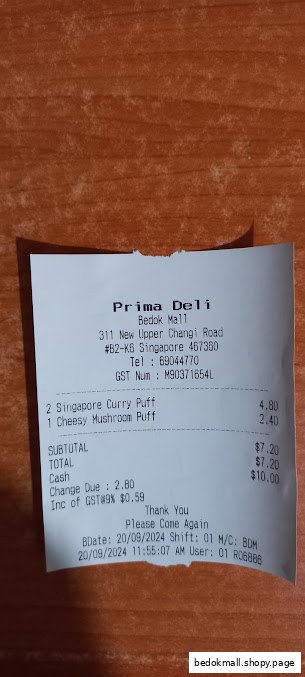 Prima Deli
Bedok Mall
311 New Upper Changi Road
#B2-K6 Singapore 467360
Tel : 69044770
GST Num : M90371654L
2 Singapore Curry Puff 4.80
1 Cheesy Mushroom Puff 2.40
SUBTOTAL $7.20
TOTAL $7.20
Cash $10.00
Change Due : 2.80
Inc of GST@9% $0.59
Thank You
Please Come Again
BDate: 20/09/2024 Shift: 01 M/C: BDM
20/09/2024 11:55:07 AM User: 01 R06886
bedokmall.shopy.page